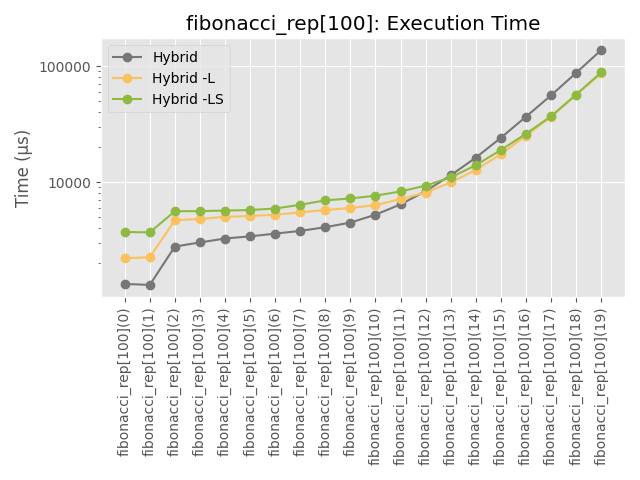 fibonacci_rep[100]: Execution Time
Time (µs)
100000
10000
Hybrid
Hybrid -L
Hybrid -LS
fibonacci_rep[100](0)
fibonacci_rep[100](1)
fibonacci_rep[100](2)
fibonacci_rep[100](3)
fibonacci_rep[100](4)
fibonacci_rep[100](5)
fibonacci_rep[100](6)
fibonacci_rep[100](7)
fibonacci_rep[100](8)
fibonacci_rep[100](9)
fibonacci_rep[100](10)
fibonacci_rep[100](11)
fibonacci_rep[100](12)
fibonacci_rep[100](13)
fibonacci_rep[100](14)
fibonacci_rep[100](15)
fibonacci_rep[100](16)
fibonacci_rep[100](17)
fibonacci_rep[100](18)
fibonacci_rep[100](19)